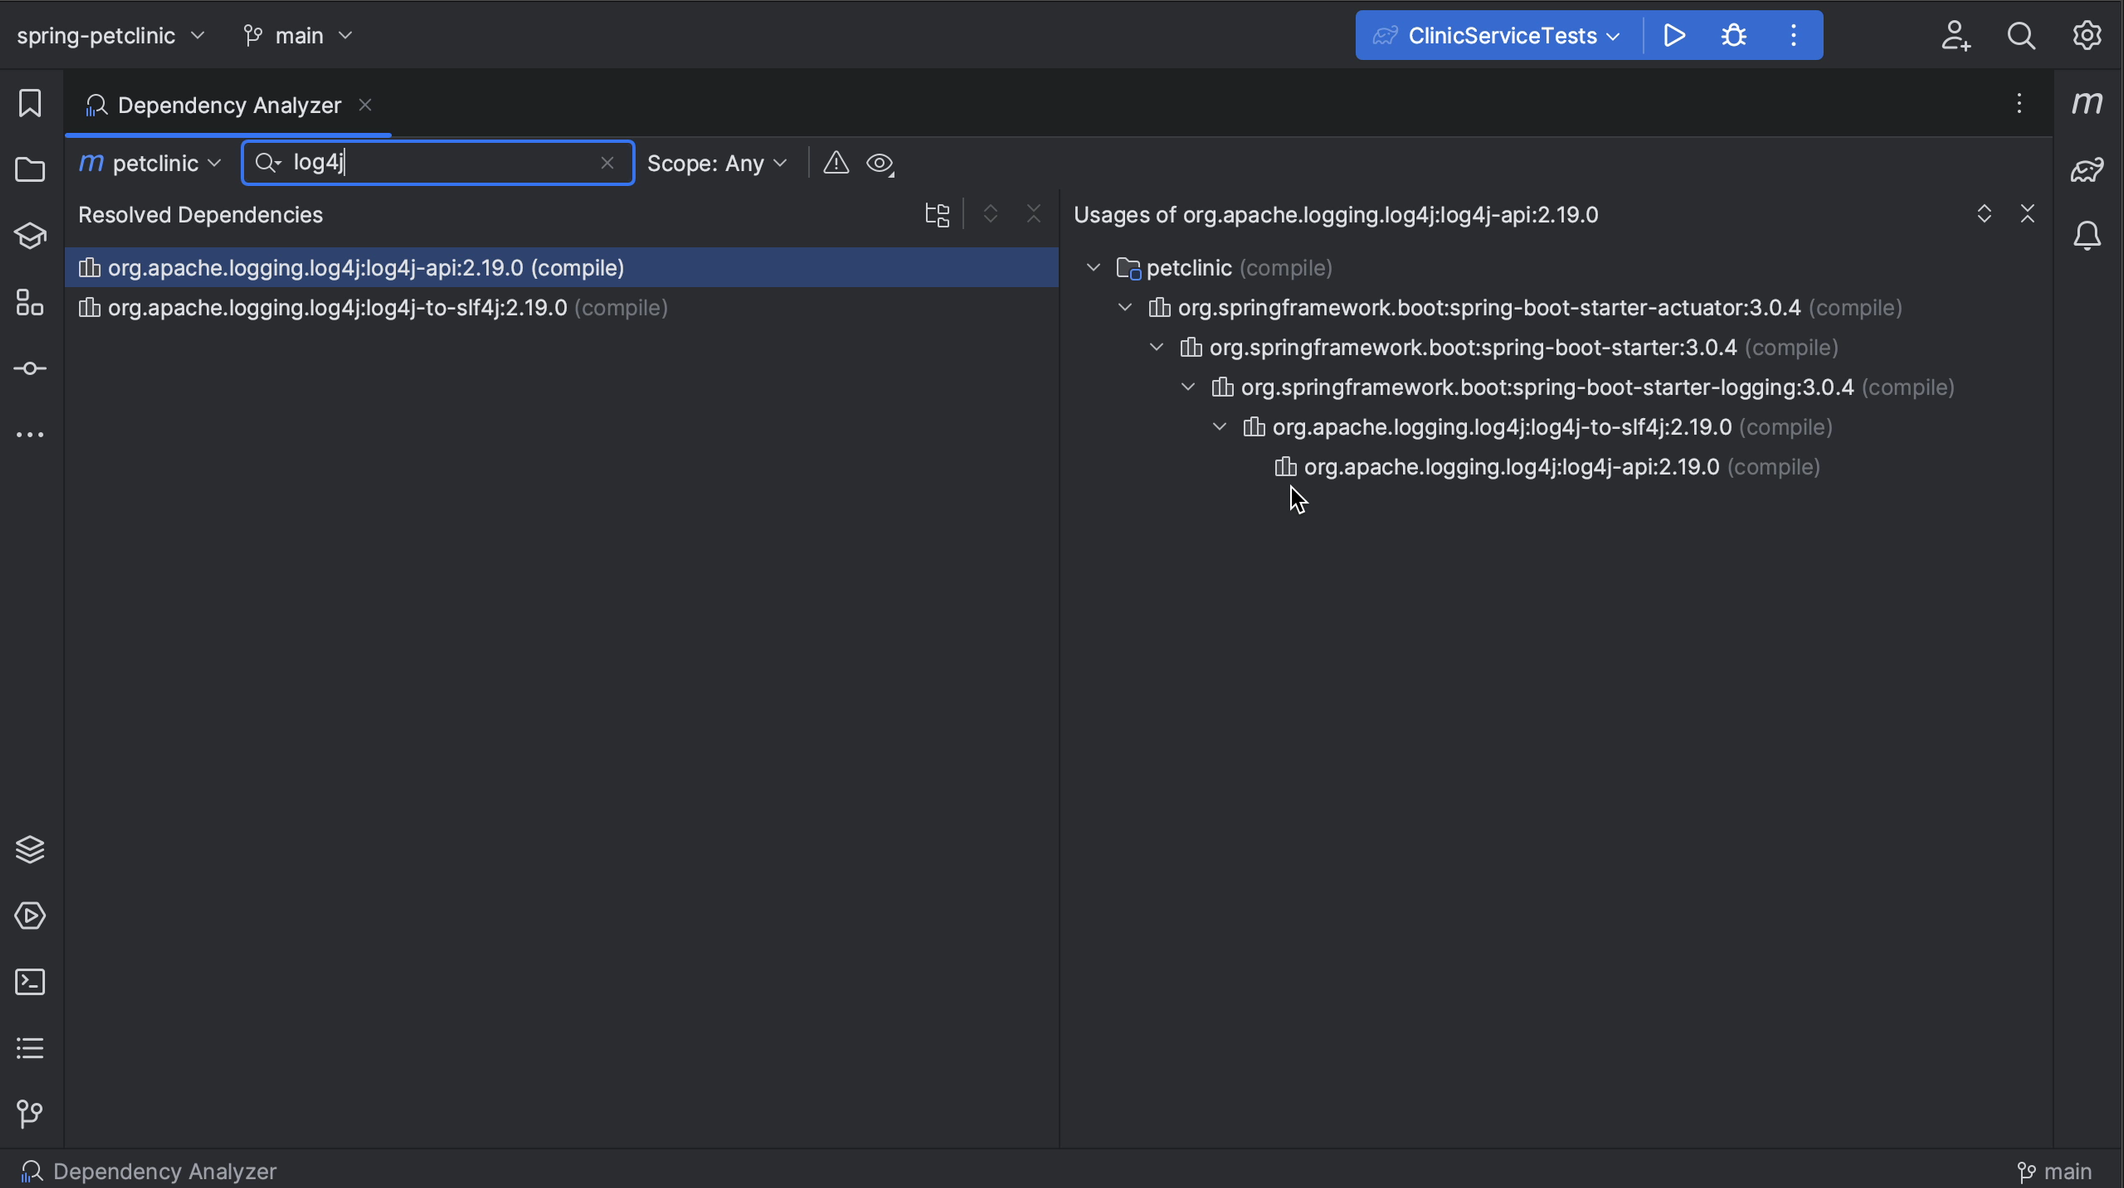 spring-petclinic
main
ClinicServiceTests
Dependency Analyzer
m
m petclinic
log4j
Scope: Any
Resolved Dependencies
org.apache.logging.log4j:log4j-api:2.19.0 (compile)
org.apache.logging.log4j:log4j-to-slf4j:2.19.0 (compile)
Usages of org.apache.logging.log4j:log4j-api:2.19.0
petclinic (compile)
org.springframework.boot:spring-boot-starter-actuator:3.0.4 (compile)
org.springframework.boot:spring-boot-starter:3.0.4 (compile)
org.springframework.boot:spring-boot-starter-logging:3.0.4 (compile)
org.apache.logging.log4j:log4j-to-slf4j:2.19.0 (compile)
org.apache.logging.log4j:log4j-api:2.19.0 (compile)
Dependency Analyzer
main